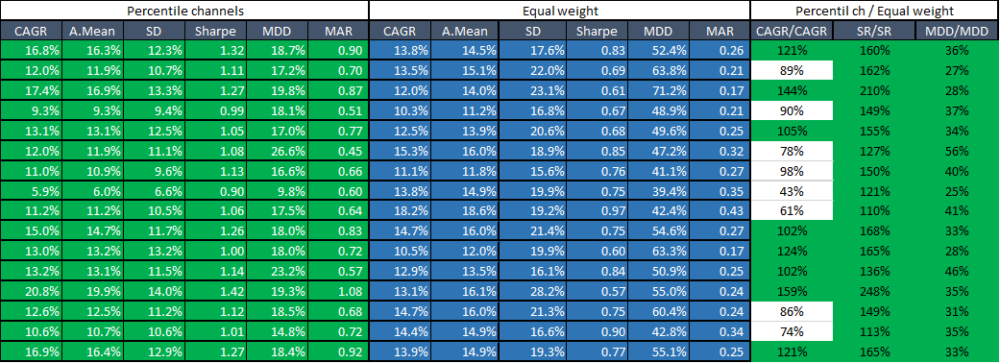 Percentile channels Equal weight Percentil ch / Equal weight
CAGR A.Mean SD Sharpe MDD MAR CAGR A.Mean SD Sharpe MDD MAR CAGR/CAGR SR/SR MDD/MDD
16.8% 16.3% 12.3% 1.32 18.7% 0.90 13.8% 14.5% 17.6% 0.83 52.4% 0.26 121% 160% 36%
12.0% 11.9% 10.7% 1.11 17.2% 0.70 13.5% 15.1% 22.0% 0.69 63.8% 0.21 89% 162% 27%
17.4% 16.9% 13.3% 1.27 19.8% 0.87 12.0% 14.0% 23.1% 0.61 71.2% 0.17 144% 210% 28%
9.3% 9.3% 9.4% 0.99 18.1% 0.51 10.3% 11.2% 16.8% 0.67 48.9% 0.21 90% 149% 37%
13.1% 13.1% 12.5% 1.05 17.0% 0.77 12.5% 13.9% 20.6% 0.68 49.6% 0.25 105% 155% 34%
12.0% 11.9% 11.1% 1.08 26.6% 0.45 15.3% 16.0% 18.9% 0.85 47.2% 0.32 78% 127% 56%
11.0% 10.9% 9.6% 1.13 16.6% 0.66 11.1% 11.8% 15.6% 0.76 41.1% 0.27 98% 150% 40%
5.9% 6.0% 6.6% 0.90 9.8% 0.60 13.8% 14.9% 19.9% 0.75 39.4% 0.35 43% 121% 25%
11.2% 11.2% 10.5% 1.06 17.5% 0.64 18.2% 18.6% 19.2% 0.97 42.4% 0.43 61% 110% 41%
15.0% 14.7% 11.7% 1.26 18.0% 0.83 14.7% 16.0% 21.4% 0.75 54.6% 0.27 102% 168% 33%
13.0% 13.2% 13.2% 1.00 18.0% 0.72 10.5% 12.0% 19.9% 0.60 63.3% 0.17 124% 165% 28%
13.2% 13.1% 11.5% 1.14 23.2% 0.57 12.9% 13.5% 16.1% 0.84 50.9% 0.25 102% 136% 46%
20.8% 19.9% 14.0% 1.42 19.3% 1.08 13.1% 16.1% 28.2% 0.57 55.0% 0.24 159% 248% 35%
12.6% 12.5% 11.2% 1.12 18.5% 0.68 14.7% 16.0% 21.3% 0.75 60.4% 0.24 86% 149% 31%
10.6% 10.7% 10.6% 1.01 14.8% 0.72 14.4% 14.9% 16.6% 0.90 42.8% 0.34 74% 113% 35%
16.9% 16.4% 12.9% 1.27 18.4% 0.92 13.9% 14.9% 19.3% 0.77 55.1% 0.25 121% 165% 33%